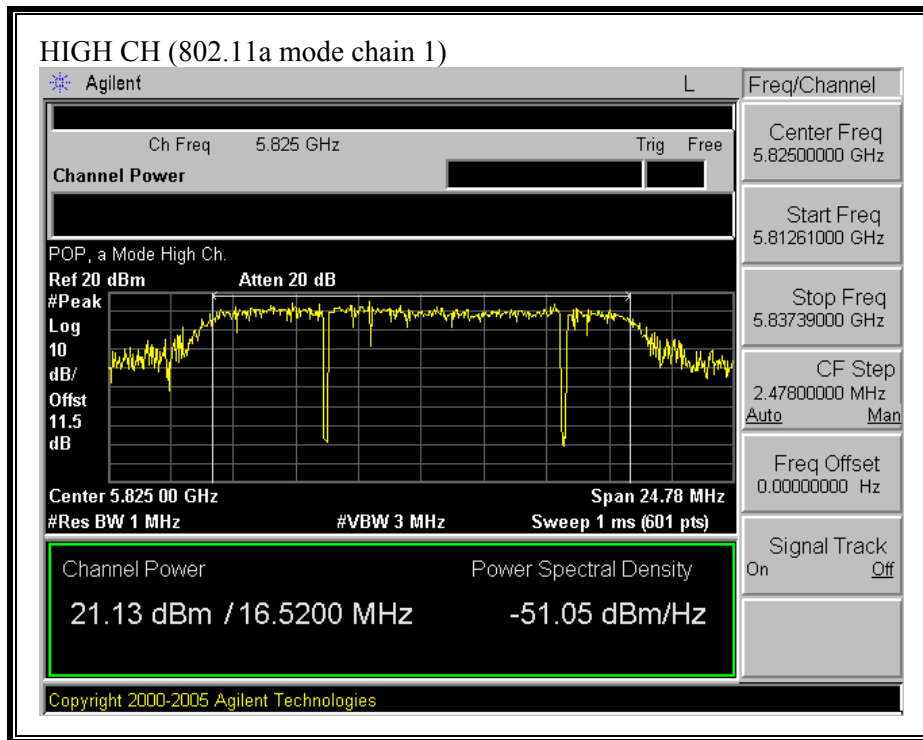 HIGH CH (802.11a mode chain 1)
Agilent L Freq/Channel
Ch Freq 5.825 GHz Trig Free
Channel Power
Center Freq
5.82500000 GHz
Start Freq
5.81261000 GHz
Stop Freq
5.83739000 GHz
CF Step
2.47800000 MHz
Auto Man
Freq Offset
0.00000000 Hz
Signal Track
On Off
POP, a Mode High Ch.
Ref 20 dBm Atten 20 dB
#Peak
Log
10
dB/
Offst
11.5
dB
Center 5.825 00 GHz Span 24.78 MHz
#Res BW 1 MHz #VBW 3 MHz Sweep 1 ms (601 pts)
Channel Power Power Spectral Density
21.13 dBm / 16.5200 MHz -51.05 dBm/Hz
Copyright 2000-2005 Agilent Technologies